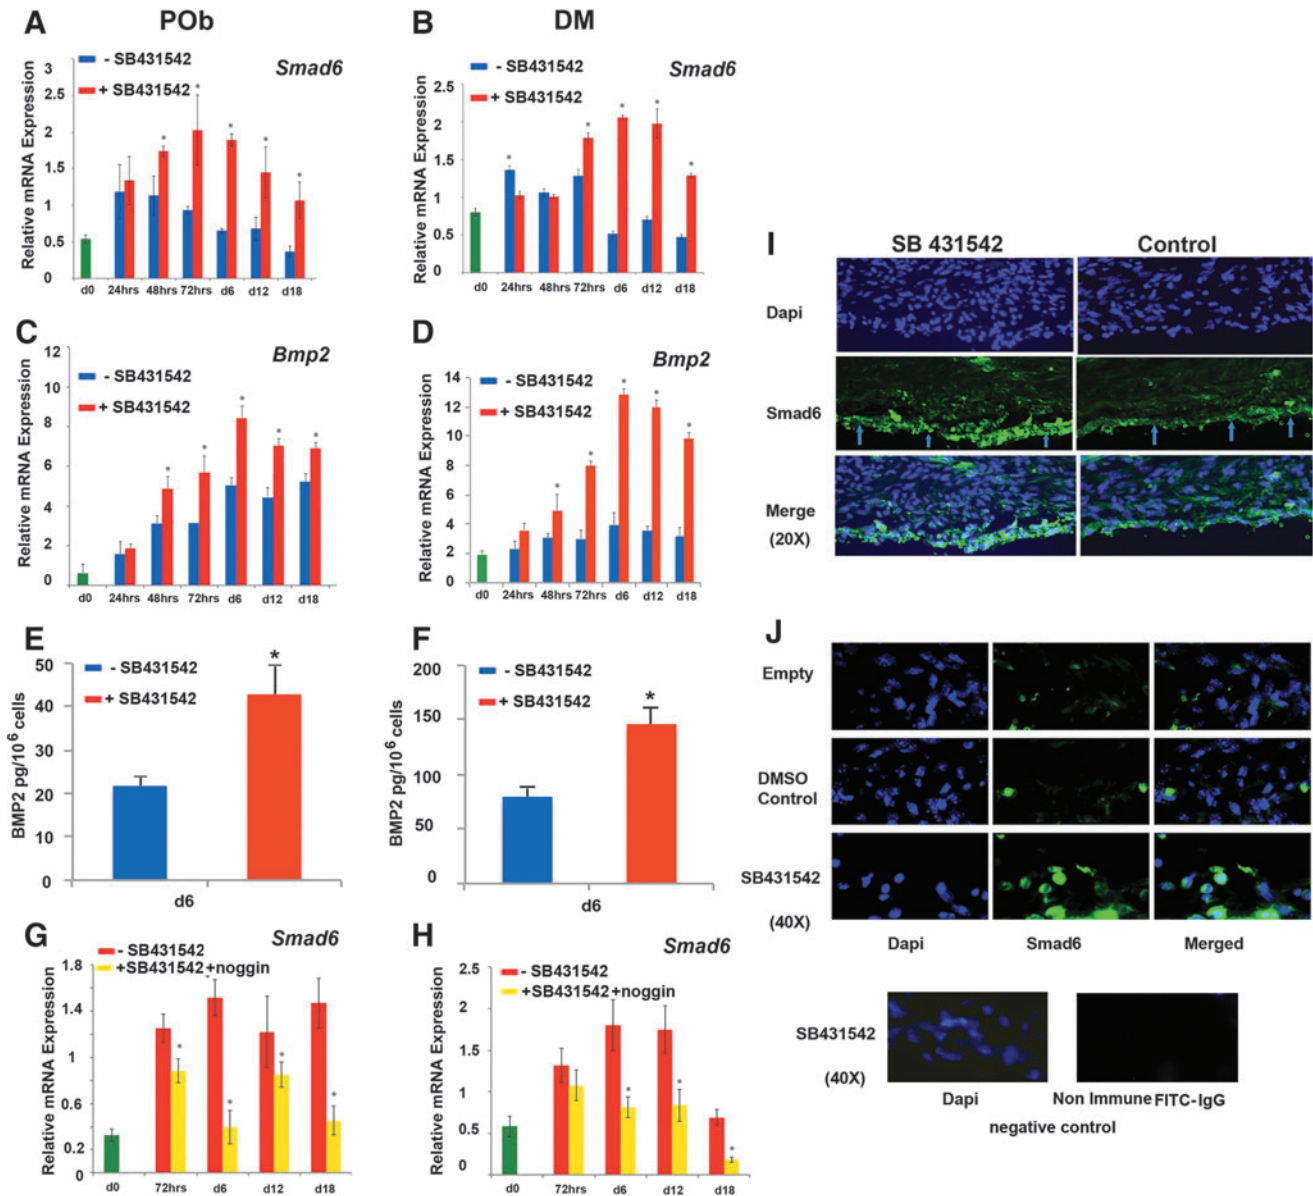 A POb
- SB431542
+ SB431542
Smad6
Relative mRNA Expression
3
2.5
2
1.5
1
0.5
0
d0 24hrs 48hrs 72hrs d6 d12 d18
B DM
- SB431542
+ SB431542
Smad6
Relative mRNA Expression
2.5
2
1.5
1
0.5
0
d0 24hrs 48hrs 72hrs d6 d12 d18
C
Bmp2
- SB431542
+ SB431542
Relative mRNA Expression
12
10
8
6
4
2
0
d0 24hrs 48hrs 72hrs d6 d12 d18
D
Bmp2
- SB431542
+ SB431542
Relative mRNA Expression
14
12
10
8
6
4
2
0
d0 24hrs 48hrs 72hrs d6 d12 d18
E
- SB431542
+ SB431542
BMP2 pg/10^6 cells
50
40
30
20
10
0
*
d6
F
- SB431542
+ SB431542
BMP2 pg/10^6 cells
200
150
100
50
0
*
d6
G
Smad6
- SB431542
+SB431542+noggin
Relative mRNA Expression
1.8
1.4
1
0.6
0.2
d0 72hrs d6 d12 d18
H
Smad6
- SB431542
+SB431542+noggin
Relative mRNA Expression
2.5
2
1.5
1
0.5
0
d0 72hrs d6 d12 d18
I
SB 431542 Control
Dapi
Smad6
Merge
(20X)
J
Empty
DMSO
Control
SB431542
(40X)
Dapi Smad6 Merged
SB431542
(40X)
Dapi Non Immune FITC-IgG
negative control